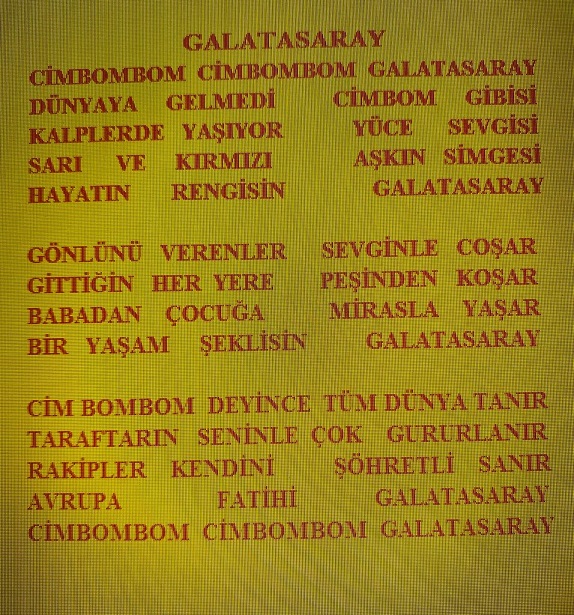 GALATASARAY
CİMBOMBOM CİMBOMBOM GALATASARAY
DÜNYAYA GELMEDİ CİMBOM GİBİSİ
KALPLERDE YAŞIYOR YÜCE SEVGİSİ
SARI VE KIRMIZI AŞKIN SİMGESİ
HAYATIN RENGİSİN GALATASARAY
GÖNLÜNÜ VERENLER SEVGİNLE COŞAR
GİTTİĞİN HER YERE PEŞİNDEN KOŞAR
BABADAN ÇOCUĞA MİRASLA YAŞAR
BİR YAŞAM ŞEKLİSİN GALATASARAY
CİM BOMBOM DEYİNCE TÜM DÜNYA TANIR
TARAFTARIN SENİNLE ÇOK GURURLANIR
RAKİPLER KENDİNİ ŞÖHRETLİ SANIR
AVRUPA FATİHİ GALATASARAY
CİMBOMBOM CİMBOMBOM GALATASARAY